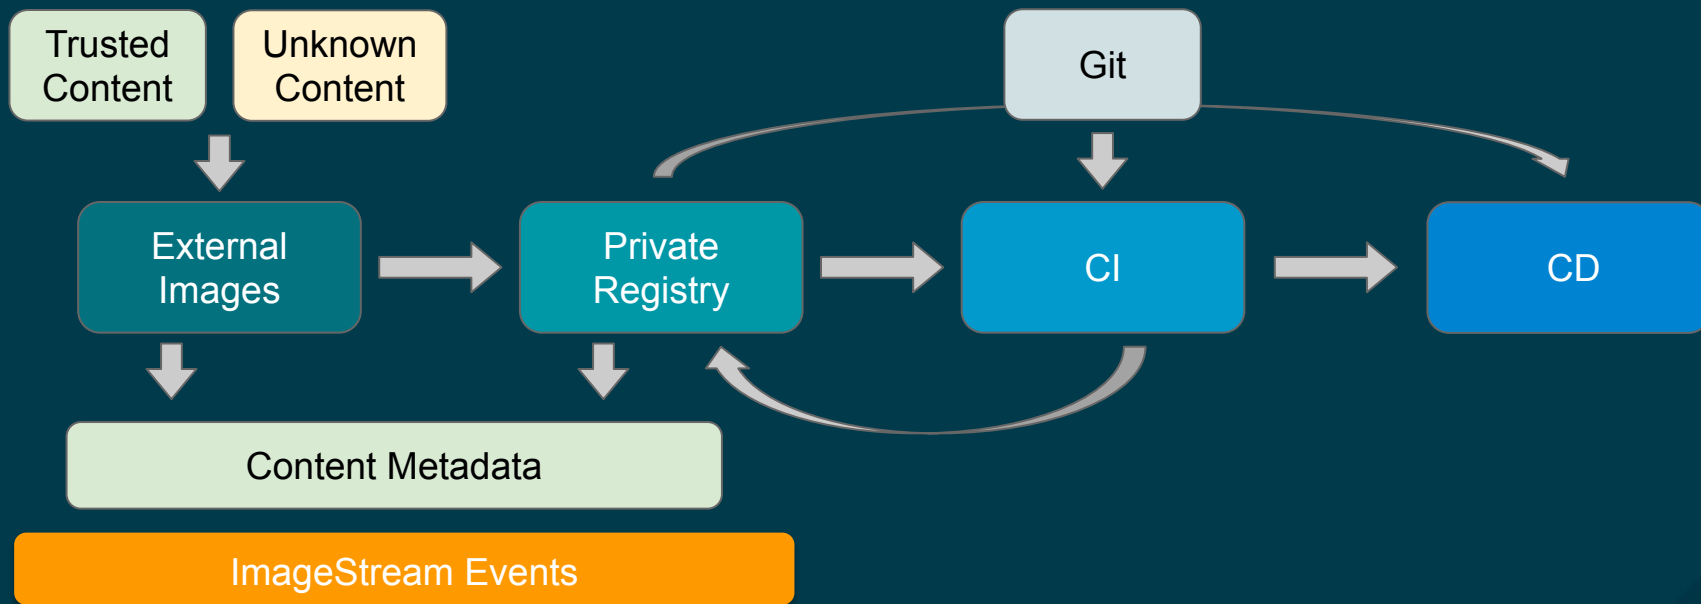 Trusted
Content
Unknown
Content
Git
External
Images
Private
Registry
CI
CD
Content Metadata
ImageStream Events